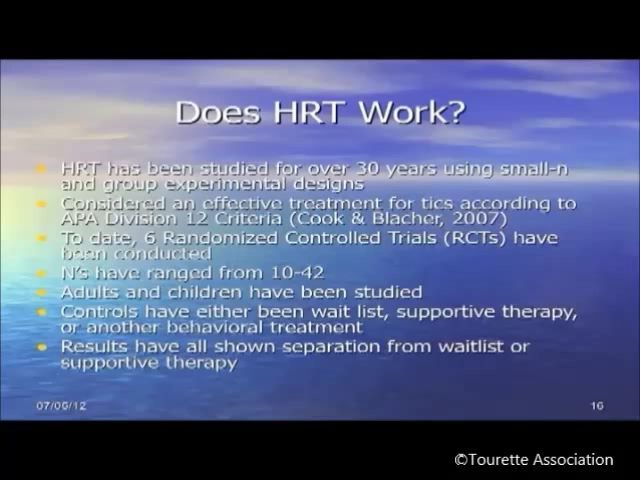 Does HRT Work?
HRT has been studied for over 30 years using small-n
and group experimental designs
Considered an effective treatment for tics according to
APA Division 12 Criteria (Cook & Blacher, 2007)
To date, 6 Randomized Controlled Trials (RCTs) have
been conducted
N's have ranged from 10-42
Adults and children have been studied
Controls have either been wait list, supportive therapy,
or another behavioral treatment
Results have all shown separation from waitlist or
supportive therapy
16
©Tourette Association